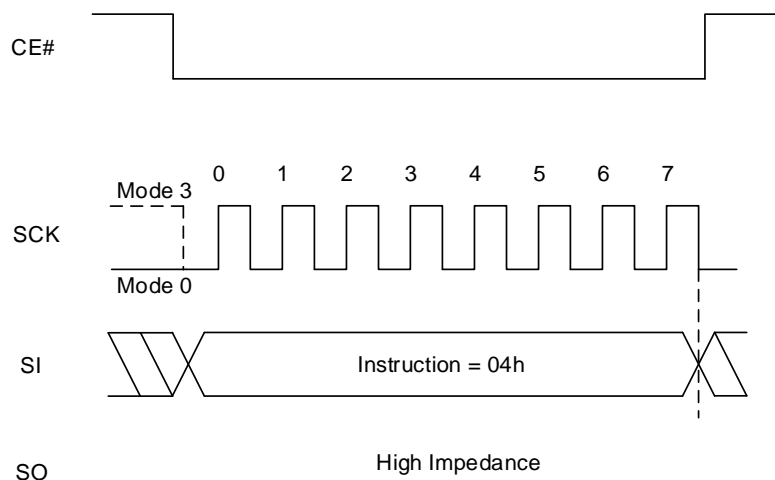 CE#
0 1 2 3 4 5 6 7
Mode 3
SCK
Mode 0
SI
Instruction = 04h
SO
High Impedance